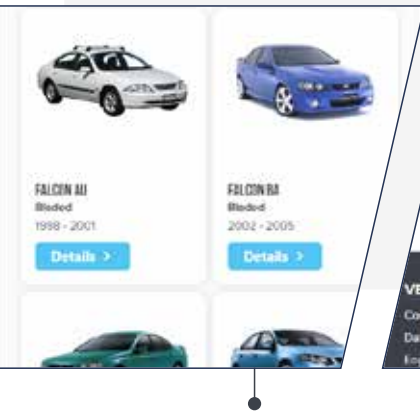 FALCON AU
Bladed
1998 - 2001
Details >
FALCON BA
Bladed
2002 - 2005
Details >